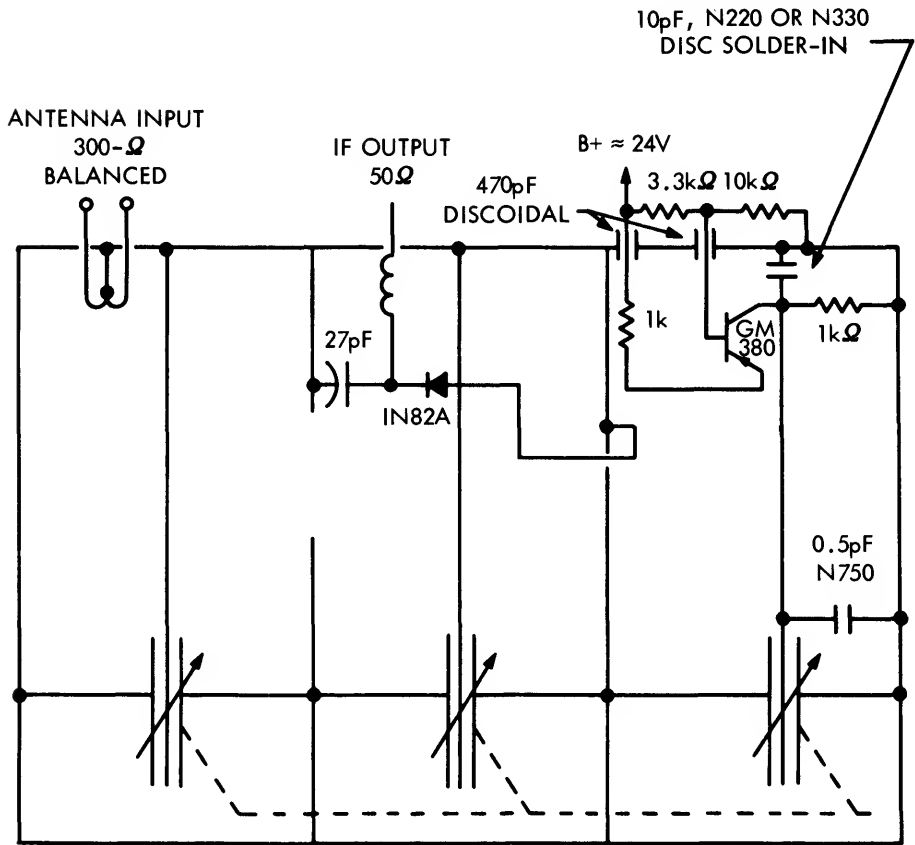 10pF, N220 OR N330
DISC SOLDER-IN
ANTENNA INPUT
300-Ω
BALANCED
IF OUTPUT
50Ω
B+ ≈ 24V
470pF
DISCOIDAL
3.3kΩ 10kΩ
1k
GM
380
1kΩ
27pF
IN82A
0.5pF
N750